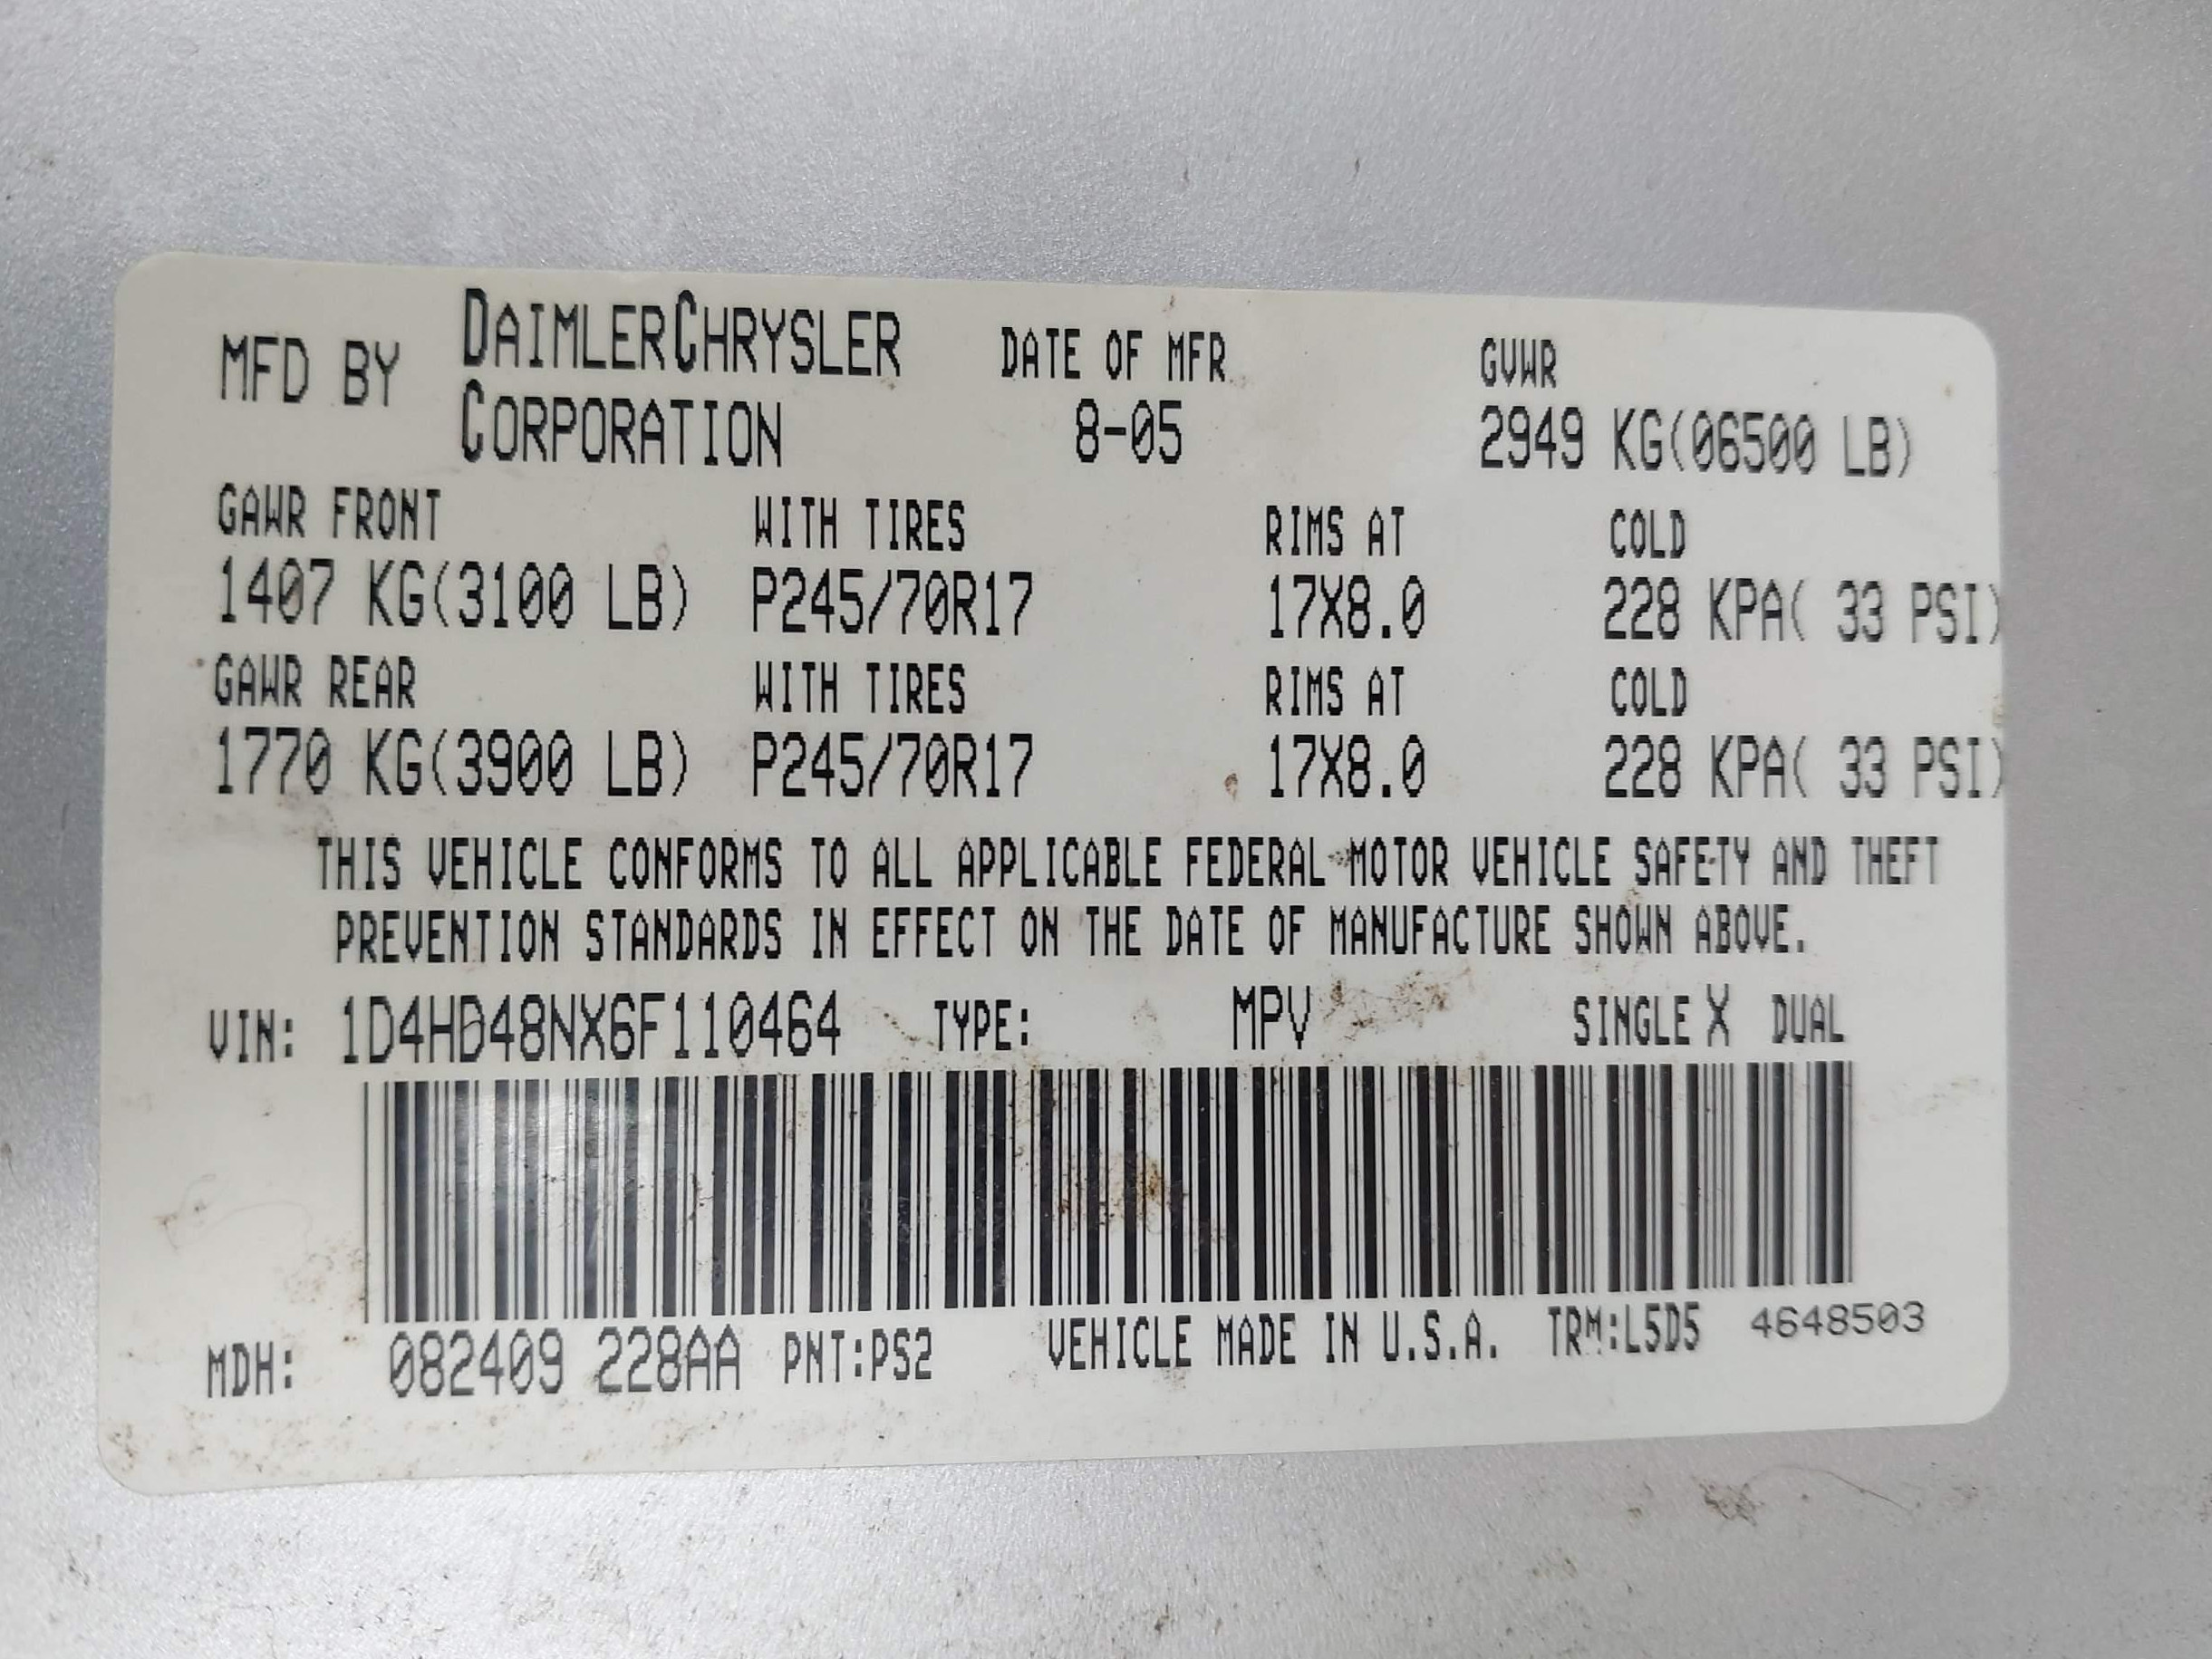 MFD BY DAIMLERCHRYSLER CORPORATION DATE OF MFR 8-05 GVWR 2949 KG(06500 LB)
GAWR FRONT WITH TIRES RIMS AT COLD
1407 KG(3100 LB) P245/70R17 17X8.0 228 KPA( 33 PSI)
GAWR REAR WITH TIRES RIMS AT COLD
1770 KG(3900 LB) P245/70R17 17X8.0 228 KPA( 33 PSI)
THIS VEHICLE CONFORMS TO ALL APPLICABLE FEDERAL MOTOR VEHICLE SAFETY AND THEFT
PREVENTION STANDARDS IN EFFECT ON THE DATE OF MANUFACTURE SHOWN ABOVE.
VIN: 1D4HD48NX6F110464 TYPE: MPV SINGLE X DUAL
MDH: 082409 228AA PNT:PS2 VEHICLE MADE IN U.S.A. TRM:L5D5 4648503